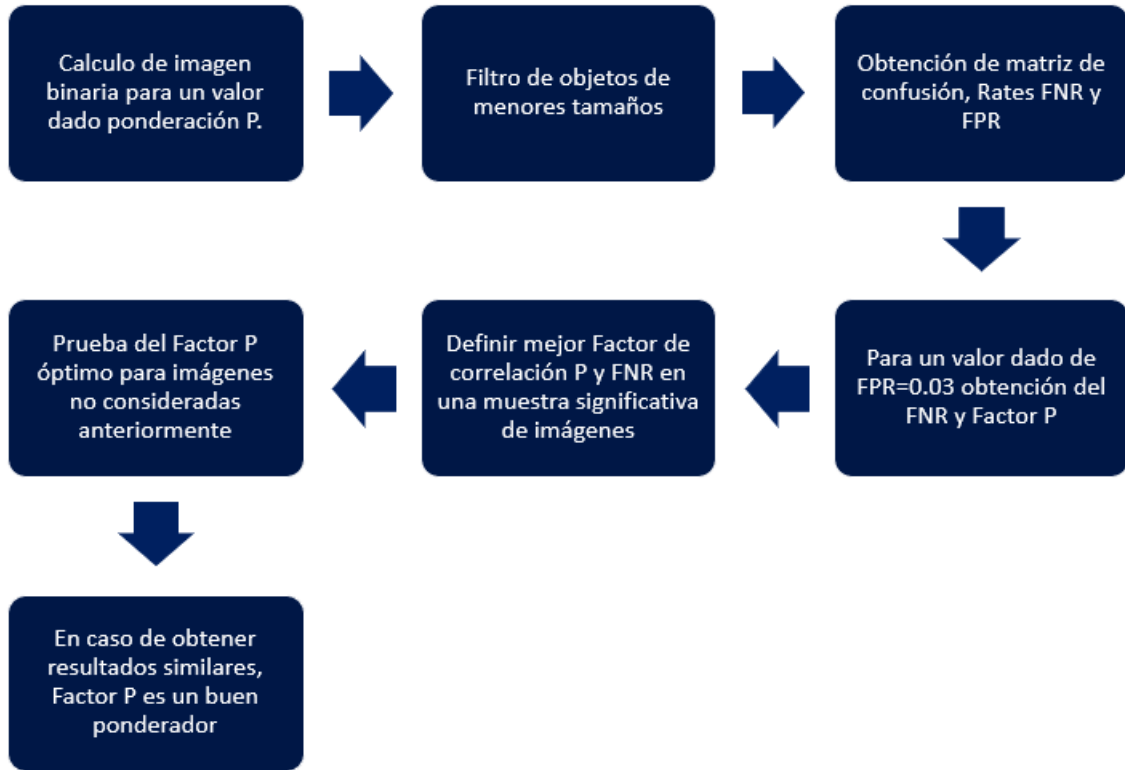 Calculo de imagen
binaria para un valor
dado ponderación P.
Filtro de objetos de
menores tamaños
Obtención de matriz de
confusión, Rates FNR y
FPR
Para un valor dado de
FPR=0.03 obtención del
FNR y Factor P
Definir mejor Factor de
correlación P y FNR en
una muestra significativa
de imágenes
Prueba del Factor P
óptimo para imágenes
no consideradas
anteriormente
En caso de obtener
resultados similares,
Factor P es un buen
ponderador